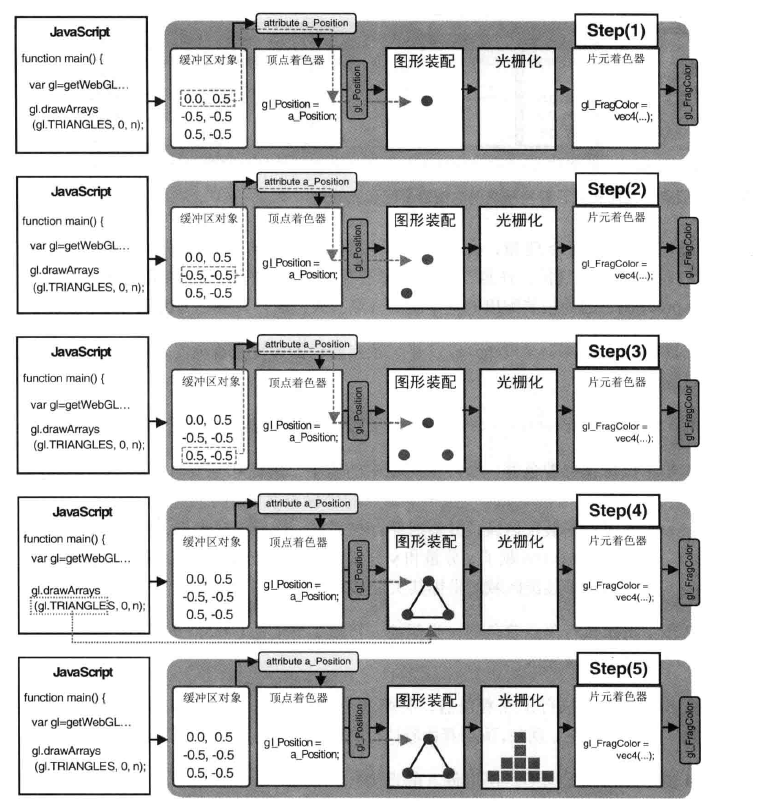 attribute a_Position
Step(1)
JavaScript
function main() {
var gl=getWebGL…
gl.drawArrays
(gl.TRIANGLES, 0, n);
缓冲区对象
0.0, 0.5
-0.5, -0.5
0.5, -0.5
顶点着色器
gl_Position =
a_Position;
gl_Position
图形装配
光栅化
片元着色器
gl_FragColor =
vec4(...);
gl_FragColor
attribute a_Position
Step(2)
JavaScript
function main() {
var gl=getWebGL…
gl.drawArrays
(gl.TRIANGLES, 0, n);
缓冲区对象
0.0, 0.5
-0.5, -0.5
0.5, -0.5
顶点着色器
gl_Position =
a_Position;
gl_Position
图形装配
光栅化
片元着色器
gl_FragColor =
vec4(...);
gl_FragColor
attribute a_Position
Step(3)
JavaScript
function main() {
var gl=getWebGL…
gl.drawArrays
(gl.TRIANGLES, 0, n);
缓冲区对象
0.0, 0.5
-0.5, -0.5
0.5, -0.5
顶点着色器
gl_Position =
a_Position;
gl_Position
图形装配
光栅化
片元着色器
gl_FragColor =
vec4(...);
gl_FragColor
attribute a_Position
Step(4)
JavaScript
function main() {
var gl=getWebGL…
gl.drawArrays
(gl.TRIANGLES, 0, n);
缓冲区对象
0.0, 0.5
-0.5, -0.5
0.5, -0.5
顶点着色器
gl_Position =
a_Position;
gl_Position
图形装配
光栅化
片元着色器
gl_FragColor =
vec4(...);
gl_FragColor
attribute a_Position
Step(5)
JavaScript
function main() {
var gl=getWebGL…
gl.drawArrays
(gl.TRIANGLES, 0, n);
缓冲区对象
0.0, 0.5
-0.5, -0.5
0.5, -0.5
顶点着色器
gl_Position =
a_Position;
gl_Position
图形装配
光栅化
片元着色器
gl_FragColor =
vec4(...);
gl_FragColor